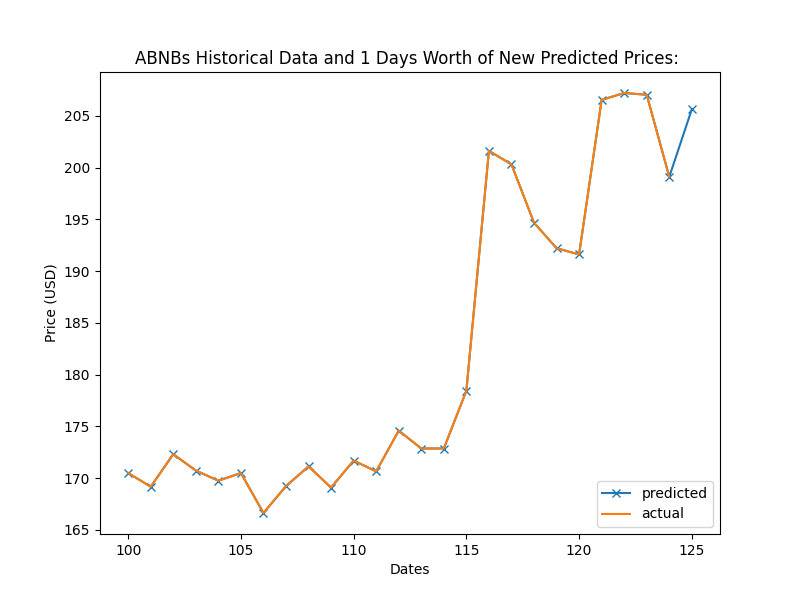 ABNBs Historical Data and 1 Days Worth of New Predicted Prices:
205
200
195
190
185
180
175
170
165
Price (USD)
predicted
actual
100 105 110 115 120 125
Dates